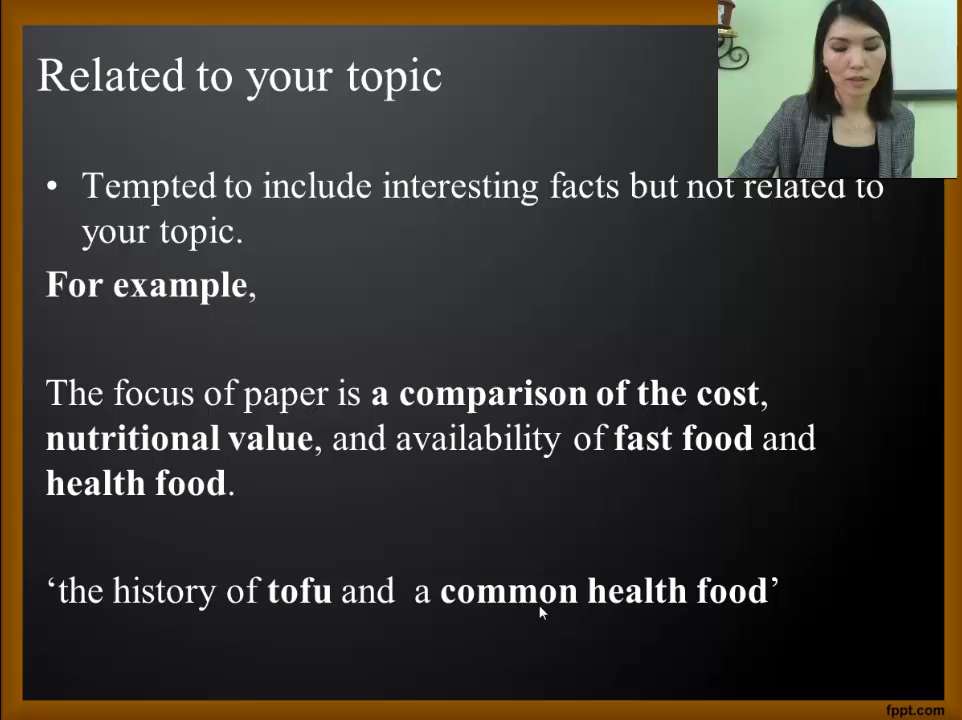 Related to your topic
• Tempted to include interesting facts but not related to
your topic.
For example,
The focus of paper is a comparison of the cost,
nutritional value, and availability of fast food and
health food.
‘the history of tofu and a common health food’
fppt.com